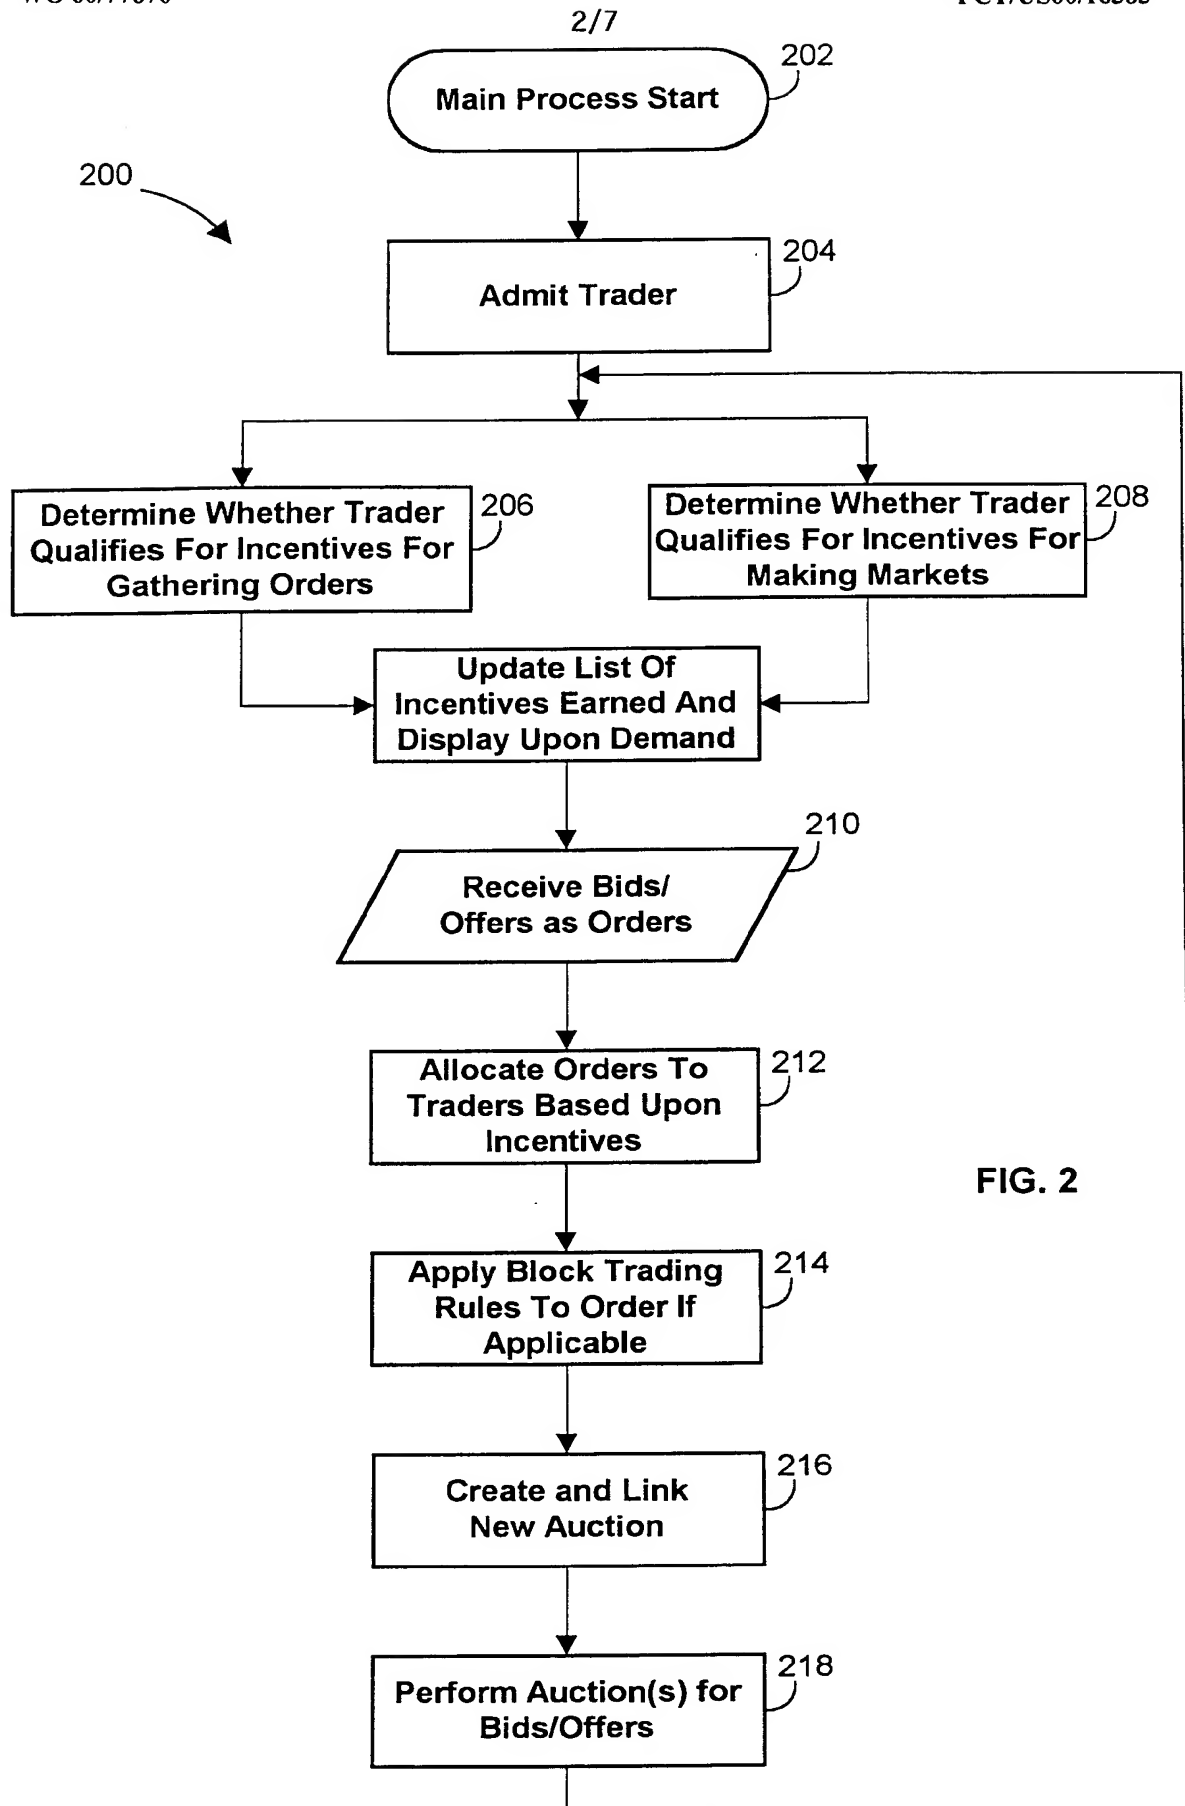 2/7
Main Process Start
202
200
204
Admit Trader
Determine Whether Trader
Qualifies For Incentives For
Gathering Orders
206
Determine Whether Trader
Qualifies For Incentives For
Making Markets
208
Update List Of
Incentives Earned And
Display Upon Demand
210
Receive Bids/
Offers as Orders
Allocate Orders To
Traders Based Upon
Incentives
212
FIG. 2
Apply Block Trading
Rules To Order If
Applicable
214
Create and Link
New Auction
216
Perform Auction(s) for
Bids/Offers
218